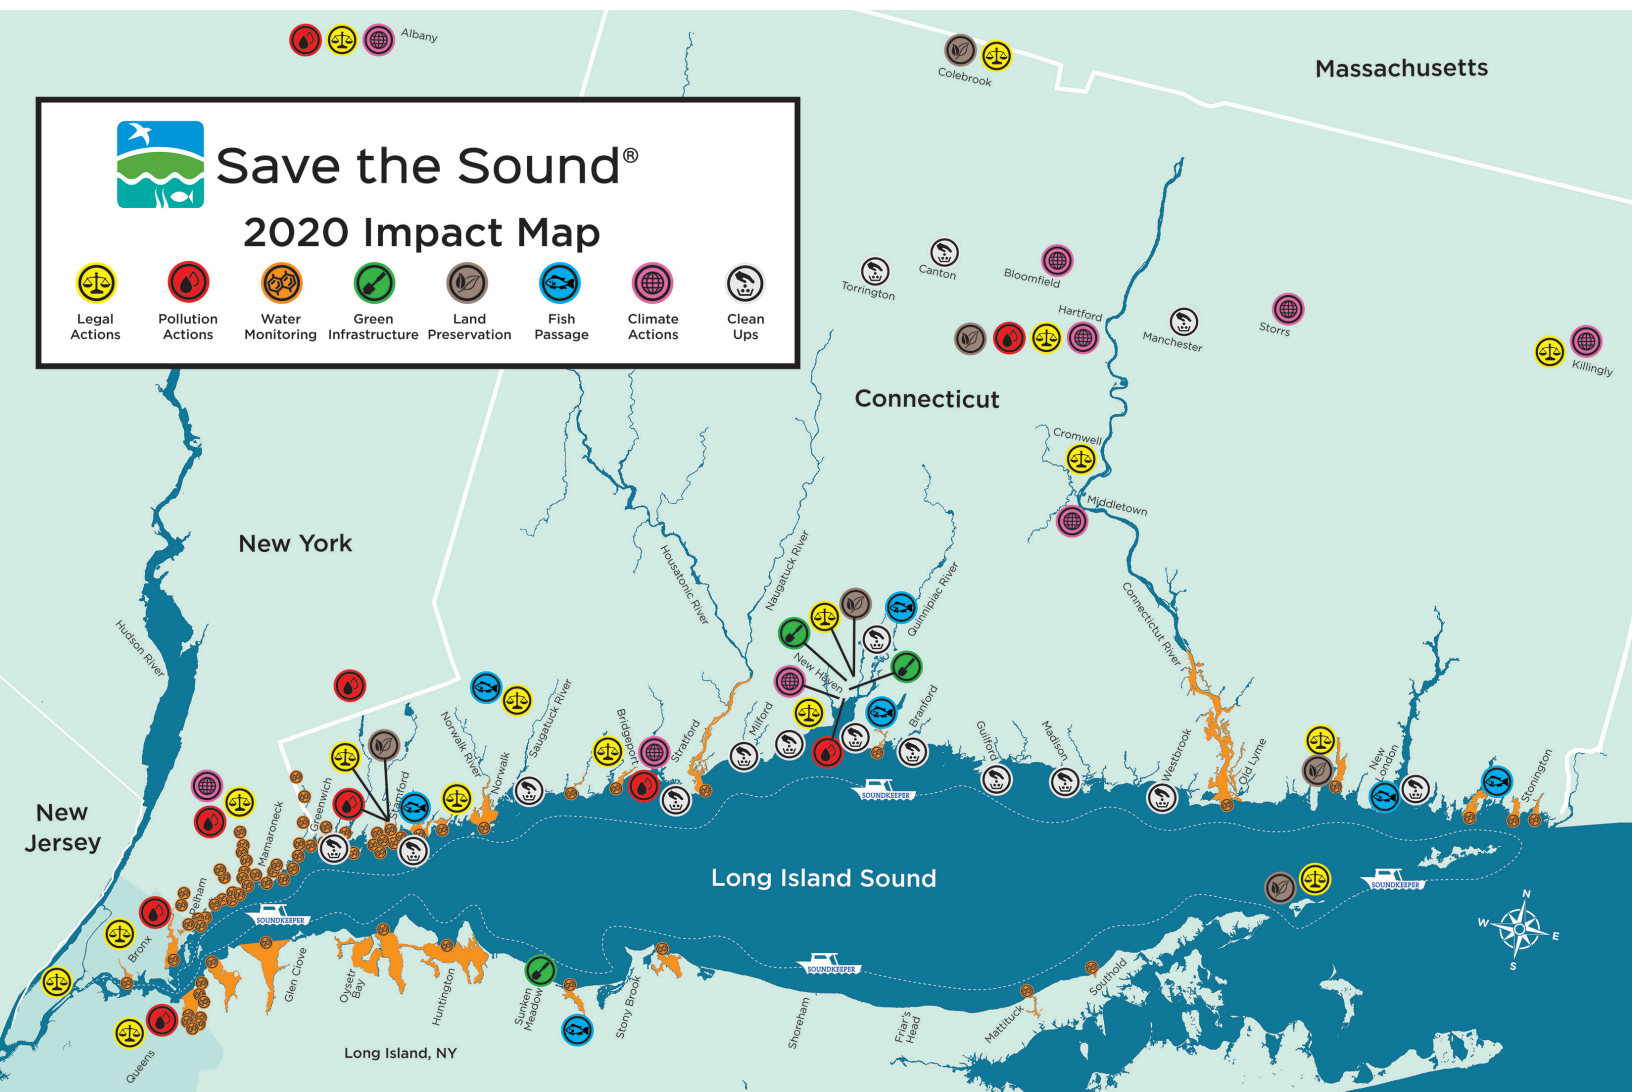 Albany
Colebrook
Massachusetts
Save the Sound®
2020 Impact Map
Legal
Actions
Pollution
Actions
Water
Monitoring
Green
Infrastructure
Land
Preservation
Fish
Passage
Climate
Actions
Clean
Ups
Torrington
Canton
Bloomfield
Hartford
Manchester
Storrs
Killingly
Connecticut
Cromwell
Middletown
New York
Hudson River
Housatonic River
Naugatuck River
Quinnipiac River
Connecticut River
New Haven
Norwalk River
Saugatuck River
Bridgeport
Stratford
Milford
Branford
Guilford
Madison
Westbrook
Old Lyme
New
London
Stonington
Norwalk
Stamford
Greenwich
Mamaroneck
Pelham
New
Jersey
SOUNDKEEPER
Long Island Sound
SOUNDKEEPER
SOUNDKEEPER
SOUNDKEEPER
N
W
E
S
Bronx
Queens
Glen Clove
Oysetr
Bay
Huntington
Sunken
Meadow
Stony Brook
Shoreham
Friar's
Head
Mattituck
Southold
Long Island, NY